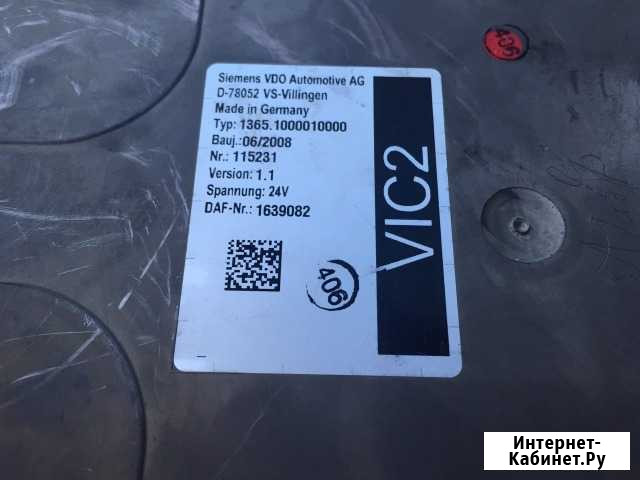 406
Siemens VDO Automotive AG
D-78052 VS-Villingen
Made in Germany
Typ: 1365.1000010000
Bauj.:06/2008
Nr.: 115231
Version: 1.1
Spannung: 24V
DAF-Nr.: 1639082
VIC2
406
Интернет-
Кабинет.Ру